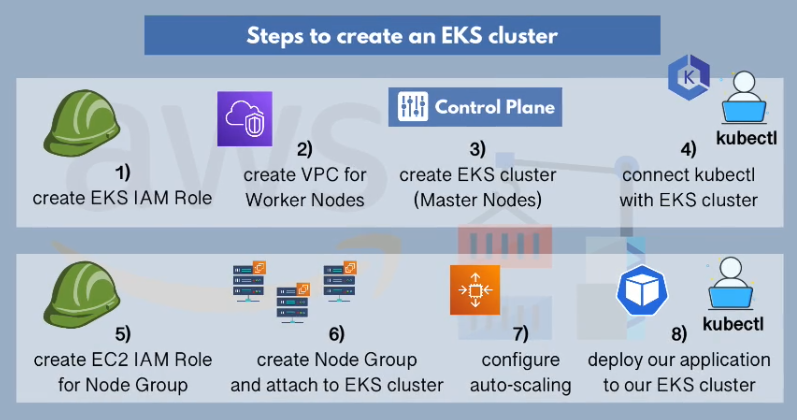 Steps to create an EKS cluster
aws
K
Control Plane
kubectl
1)
create EKS IAM Role
2)
create VPC for
Worker Nodes
3)
create EKS cluster
(Master Nodes)
4)
connect kubectl
with EKS cluster
kubectl
5)
create EC2 IAM Role
for Node Group
6)
create Node Group
and attach to EKS cluster
7)
configure
auto-scaling
8)
deploy our application
to our EKS cluster